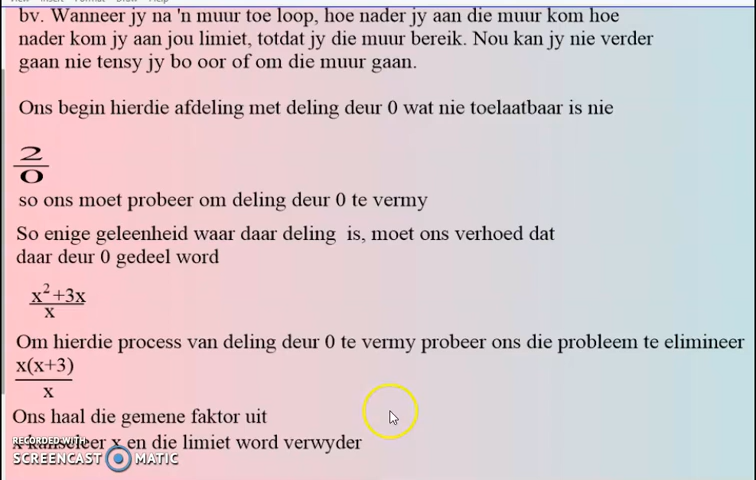 bv. Wanneer jy na 'n muur toe loop, hoe nader jy aan die muur kom hoe
nader kom jy aan jou limiet, totdat jy die muur bereik. Nou kan jy nie verder
gaan nie tensy jy bo oor of om die muur gaan.
Ons begin hierdie afdeling met deling deur 0 wat nie toelaatbaar is nie
2
0
so ons moet probeer om deling deur 0 te vermy
So enige geleenheid waar daar deling is, moet ons verhoed dat
daar deur 0 gedeel word
x²+3x
x
Om hierdie process van deling deur 0 te vermy probeer ons die probleem te elimineer
x(x+3)
x
Ons haal die gemene faktor uit
x kanseleer x en die limiet word verwyder
RECORDED WITH
SCREENCAST MATIC